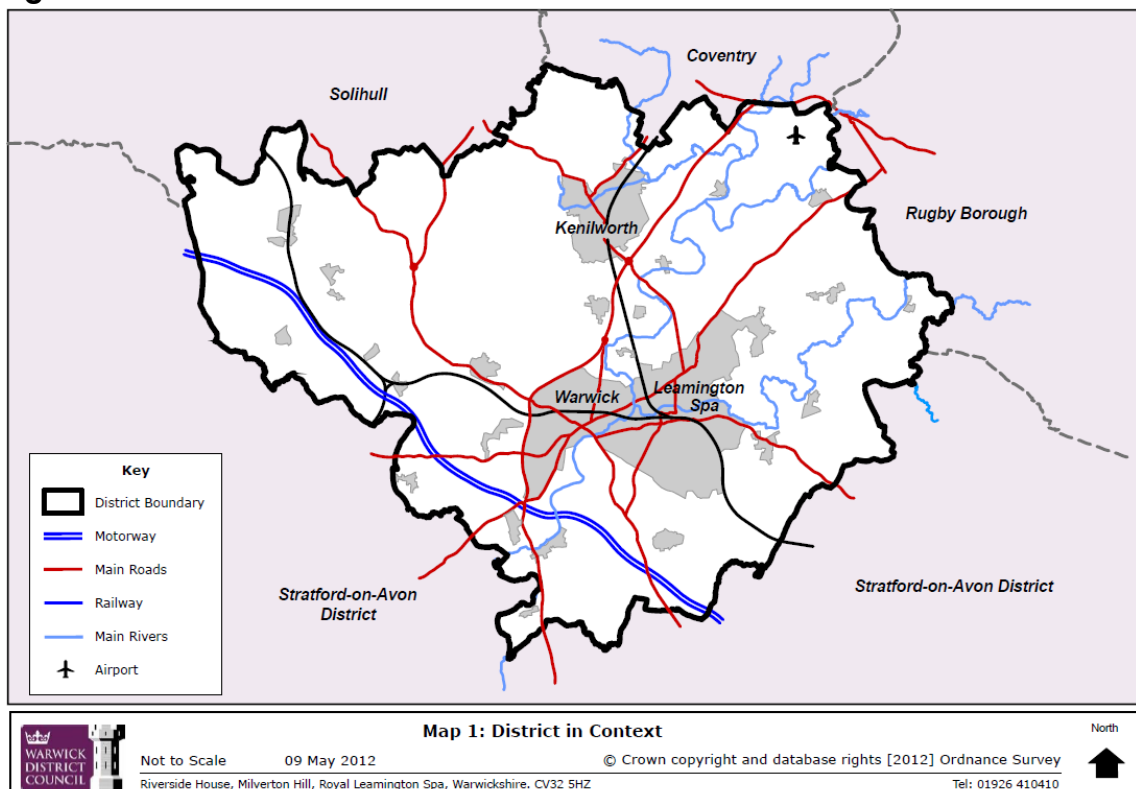 Coventry
Solihull
Rugby Borough
Kenilworth
Warwick
Leamington
Spa
Key
District Boundary
Motorway
Main Roads
Railway
Main Rivers
Airport
Stratford-on-Avon
District
Stratford-on-Avon District
Map 1: District in Context
North
WARWICK
DISTRICT
COUNCIL
Not to Scale 09 May 2012 © Crown copyright and database rights [2012] Ordnance Survey
Riverside House, Milverton Hill, Royal Leamington Spa, Warwickshire. CV32 5HZ Tel: 01926 410410